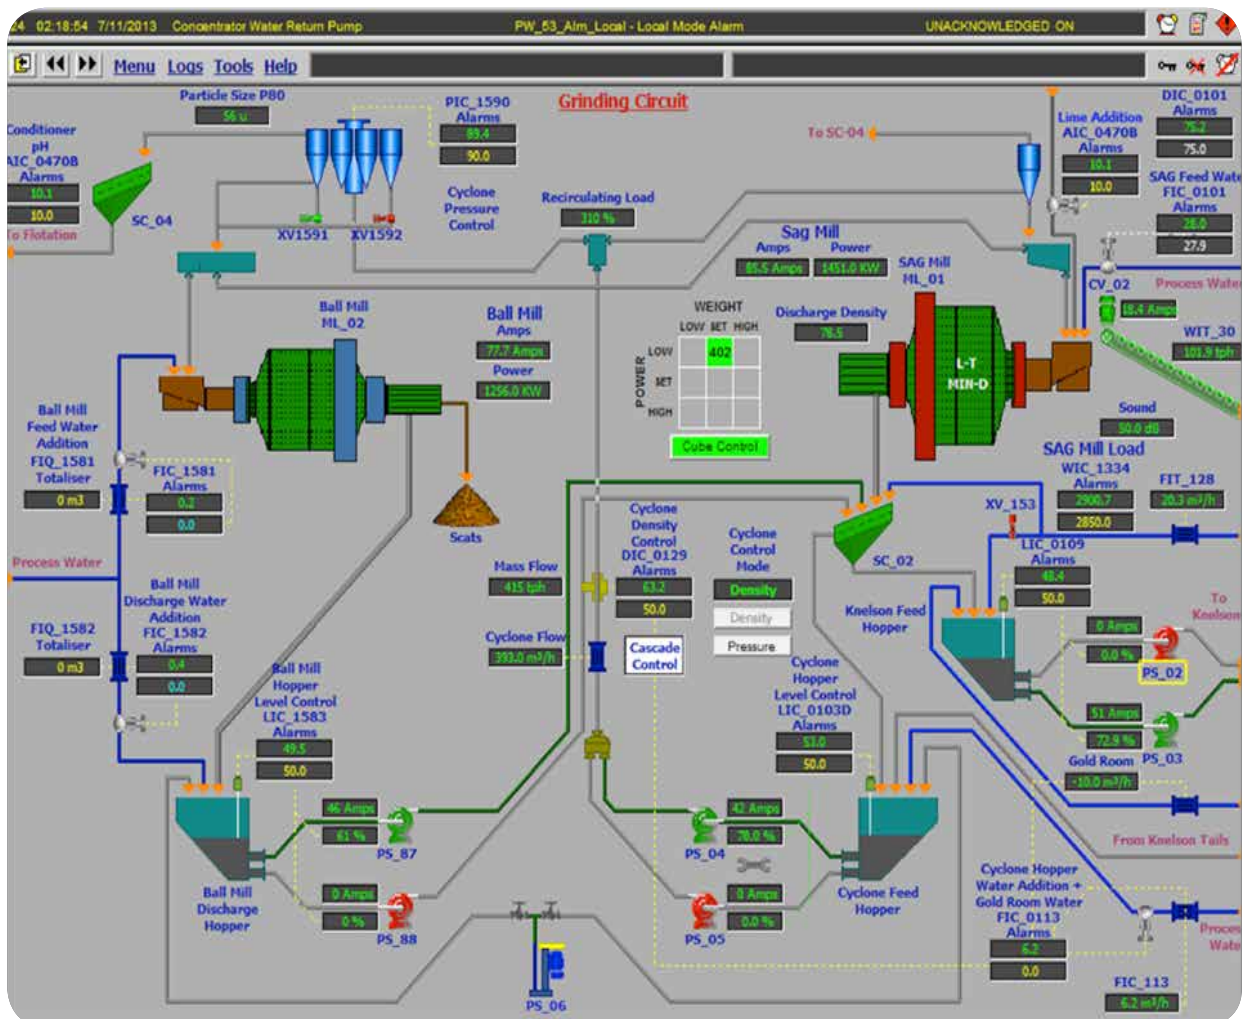 24 02:18:54 7/11/2013 Concentrator Water Return Pump PW_53_Alm_Local - Local Mode Alarm UNACKNOWLEDGED ON
Menu Logs Tools Help
Grinding Circuit
Particle Size P80
56 u
PIC_1590
Alarms
89.4
90.0
Conditioner
pH
AIC_0470B
Alarms
10.1
10.0
To Flotation
SC_04
XV1591
XV1592
Cyclone
Pressure
Control
Recirculating Load
310 %
To SC-04
Lime Addition
AIC_0470B
Alarms
10.1
10.0
DIC_0101
Alarms
75.2
75.0
SAG Feed Wate
FIC_0101
Alarms
28.0
27.9
Process Water
CV_02
18.4 Amps
WIT_30
101.9 tph
Sag Mill
Amps Power
85.5 Amps 1451.0 KW
SAG Mill
ML_01
Discharge Density
76.5
L-T
MIN-D
Sound
50.0 dB
Ball Mill
ML_02
Ball Mill
Amps
77.7 Amps
Power
1256.0 KW
WEIGHT
LOW SET HIGH
POWER
LOW
SET
HIGH
402
Cube Control
Ball Mill
Feed Water
Addition
FIQ_1581
Totaliser
0 m3
FIC_1581
Alarms
0.2
0.0
Scats
SAG Mill Load
WIC_1334
Alarms
2900.7
2850.0
FIT_128
20.3 m³/h
XV_153
SC_02
LIC_0109
Alarms
48.4
50.0
Process Water
Ball Mill
Discharge Water
Addition
FIC_1582
Alarms
0.4
0.0
FIQ_1582
Totaliser
0 m3
Mass Flow
415 tph
Cyclone Flow
393.0 m³/h
Cyclone
Density
Control
DIC_0129
Alarms
63.2
50.0
Cascade
Control
Cyclone
Control
Mode
Density
Density
Pressure
Knelson Feed
Hopper
To
Knelson
0 Amps
0.0 %
PS_02
51 Amps
72.9 %
PS_03
Gold Room
-10.0 m³/h
Ball Mill
Hopper
Level Control
LIC_1583
Alarms
49.5
50.0
Cyclone
Hopper
Level Control
LIC_0103D
Alarms
53.0
50.0
46 Amps
61 %
PS_87
0 Amps
0 %
PS_88
Ball Mill
Discharge
Hopper
42 Amps
78.0 %
PS_04
0 Amps
0.0 %
PS_05
Cyclone Feed
Hopper
From Knelson Tails
Cyclone Hopper
Water Addition +
Gold Room Water
FIC_0113
Alarms
6.2
0.0
Proces
Wate
FIC_113
6.2 m³/h
PS_06